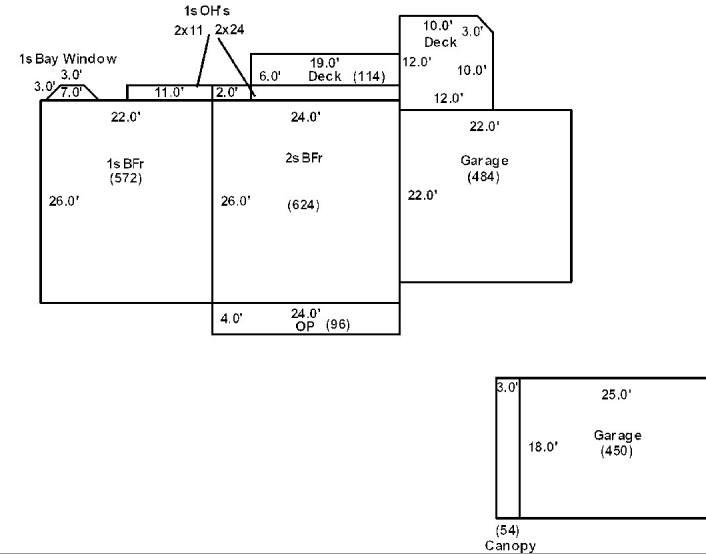 1s OH's
2x11 2x24
1s Bay Window
3.0'
3.0'
7.0'
11.0'
2.0'
6.0'
19.0'
Deck (114)
10.0'
3.0'
Deck
12.0'
10.0'
12.0'
22.0'
1s BFr
(572)
26.0'
24.0'
2s BFr
26.0'
(624)
22.0'
Garage
(484)
22.0'
4.0'
24.0'
OP (96)
3.0'
25.0'
18.0'
Garage
(450)
(54)
Canopy